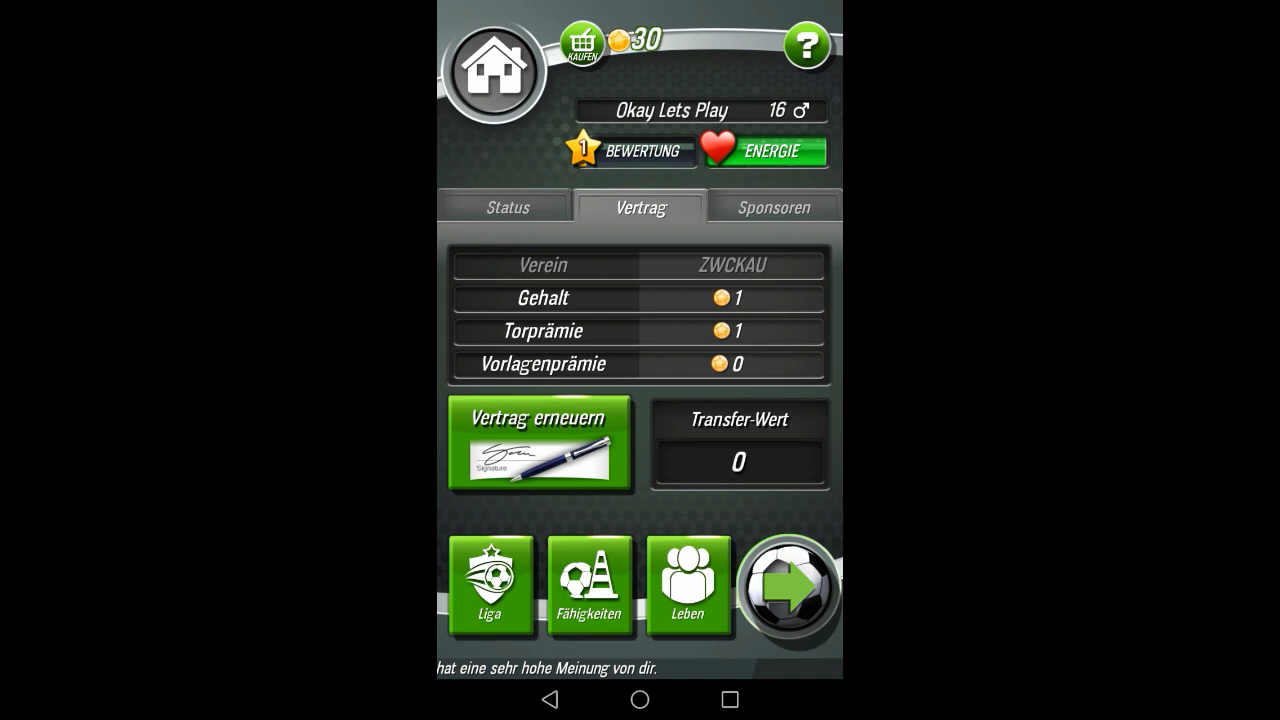 KAUFEN
30
?
Okay Lets Play 16 ♂
1 BEWERTUNG
ENERGIE
Status
Vertrag
Sponsoren
Verein ZWCKAU
Gehalt 1
Torprämie 1
Vorlagenprämie 0
Vertrag erneuern
Signature
Transfer-Wert
0
Liga
Fähigkeiten
Leben
hat eine sehr hohe Meinung von dir.